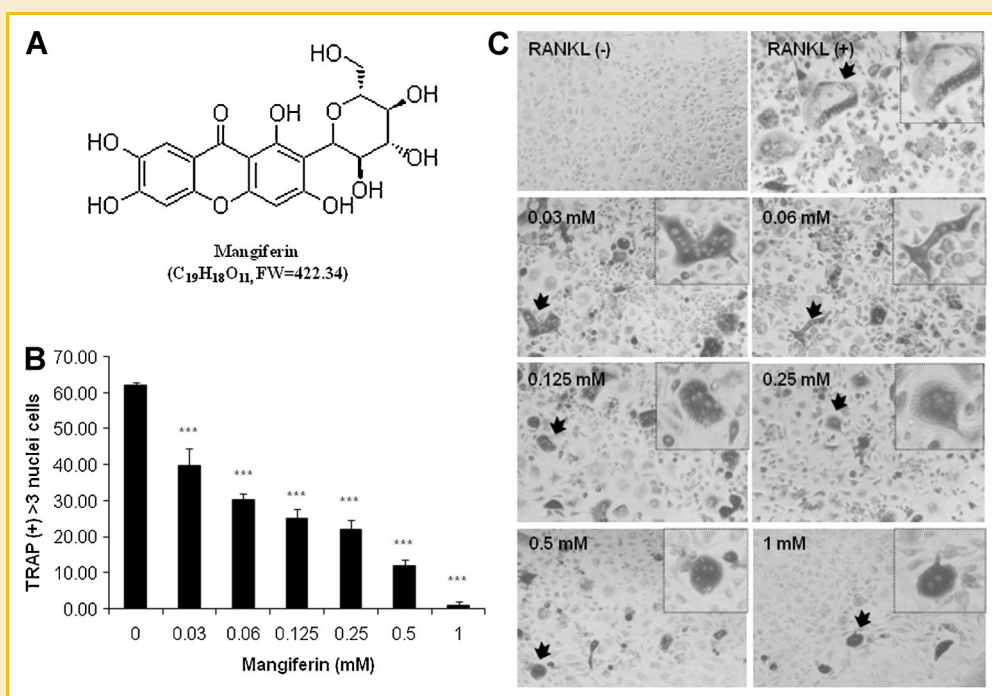 A
HO
O
OH
O
OH
HO
HO
O
OH
OH
OH
Mangiferin
(C19H18O11, FW=422.34)
B
TRAP (+) >3 nuclei cells
70.00
60.00
50.00
40.00
30.00
20.00
10.00
0.00
***
***
***
***
***
***
0 0.03 0.06 0.125 0.25 0.5 1
Mangiferin (mM)
C
RANKL (-)
RANKL (+)
0.03 mM
0.06 mM
0.125 mM
0.25 mM
0.5 mM
1 mM